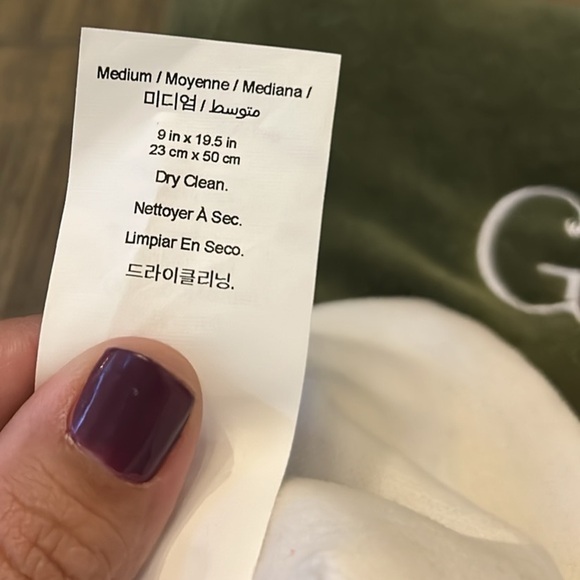 Medium / Moyenne / Mediana /
미디엄 / متوسط
9 in x 19.5 in
23 cm x 50 cm
Dry Clean.
Nettoyer À Sec.
Limpiar En Seco.
드라이클리닝.
G